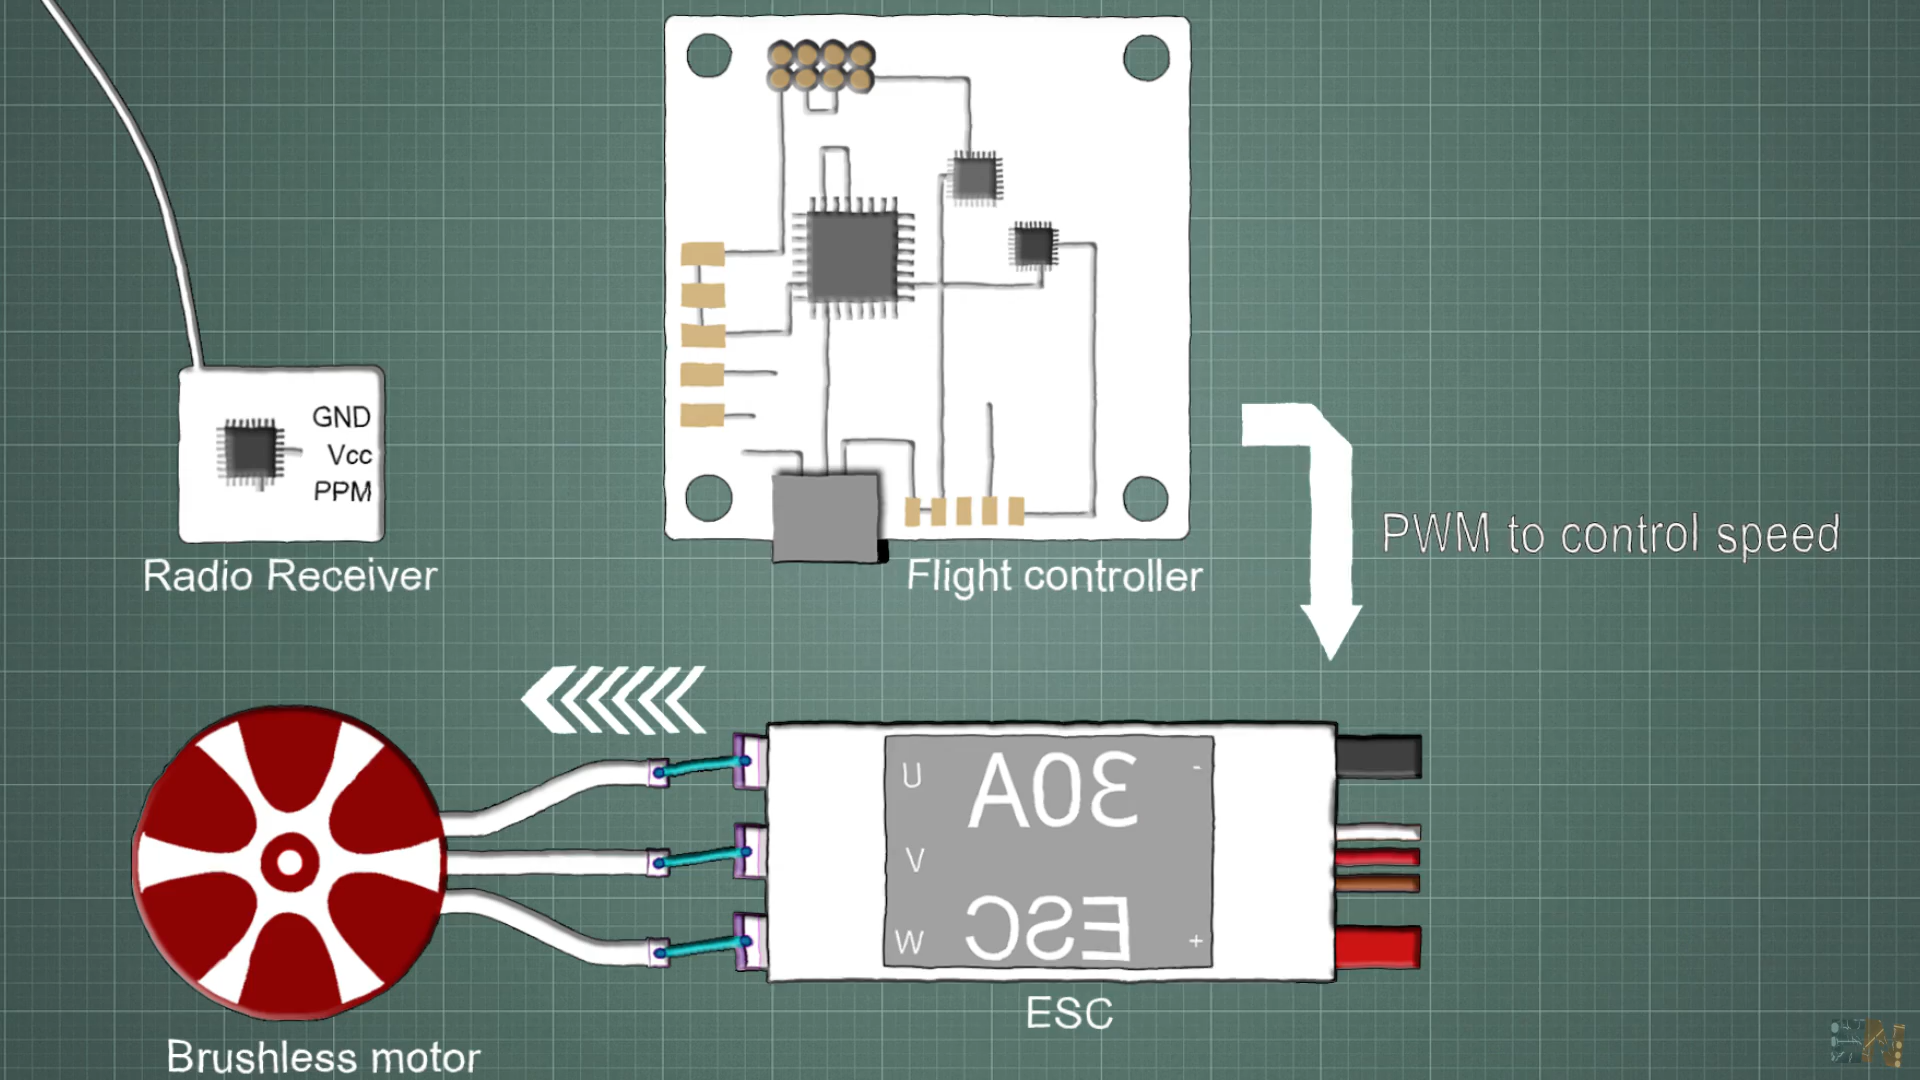 GND
Vcc
PPM
Radio Receiver
Flight controller
PWM to control speed
U
30A
-
V
W
ESC
+
ESC
Brushless motor